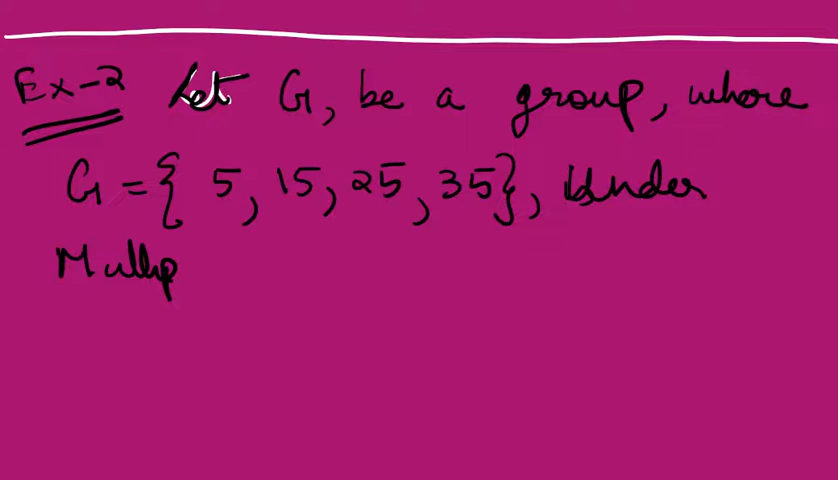 Ex-2 Let G, be a group, where
G = { 5, 15, 25, 35}, Under
Multip